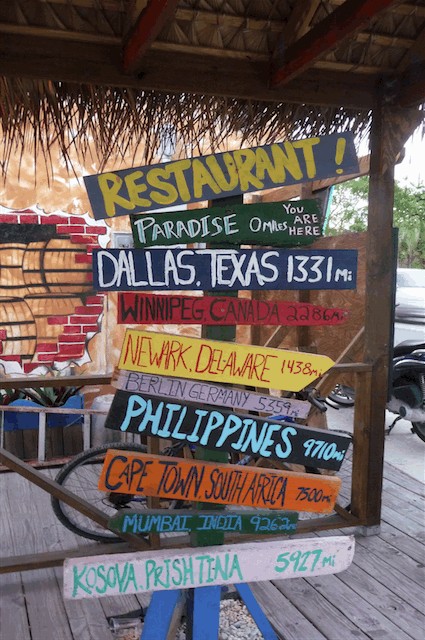 RESTAURANT!
PARADISE 0 MILES YOU ARE HERE
DALLAS, TEXAS 1331 Mi
WINNIPEG, CANADA 2286 Mi
NEWARK, DELAWARE 1438 Mi
BERLIN GERMANY 5359 Mi
PHILIPPINES 9710 Mi
CAPE TOWN, SOUTH AFRICA 7500 Mi
MUMBAI, INDIA 9262 Mi
KOSOVA, PRISHTINA 5927 Mi